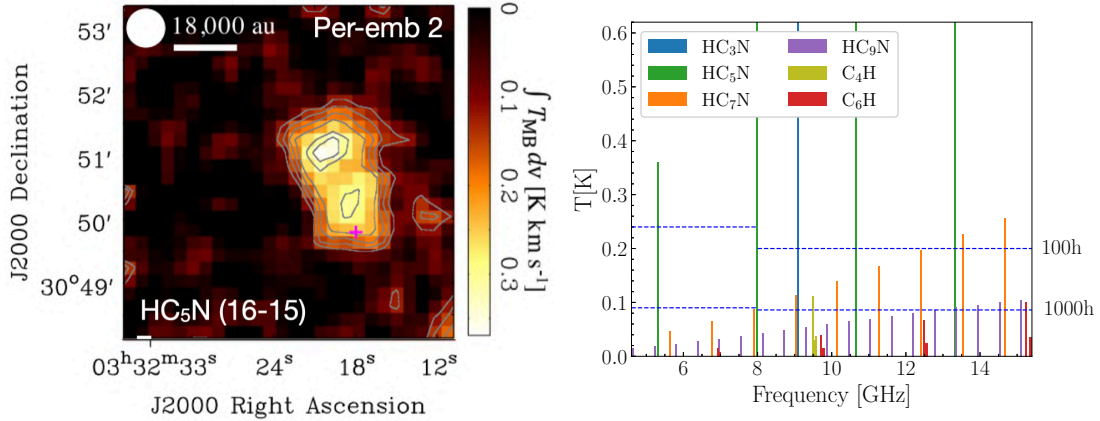 53′
18,000 au
Per-emb 2
52′
51′
50′
30°49′
J2000 Declination
HC₅N (16-15)
03ʰ32ᵐ33ˢ
24ˢ
18ˢ
12ˢ
J2000 Right Ascension
0
0.1
0.2
0.3
∫ T_MB dv [K km s⁻¹]
0.6
0.5
0.4
0.3
0.2
0.1
0.0
T[K]
HC₃N
HC₅N
HC₇N
HC₉N
C₄H
C₆H
100h
1000h
6
8
10
12
14
Frequency [GHz]